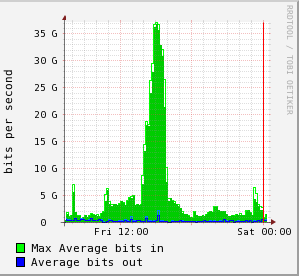 RRDTOOL / TOBI OETIKER
bits per second
35 G
30 G
25 G
20 G
15 G
10 G
5 G
0
Fri 12:00 Sat 00:00
Max Average bits in
Average bits out